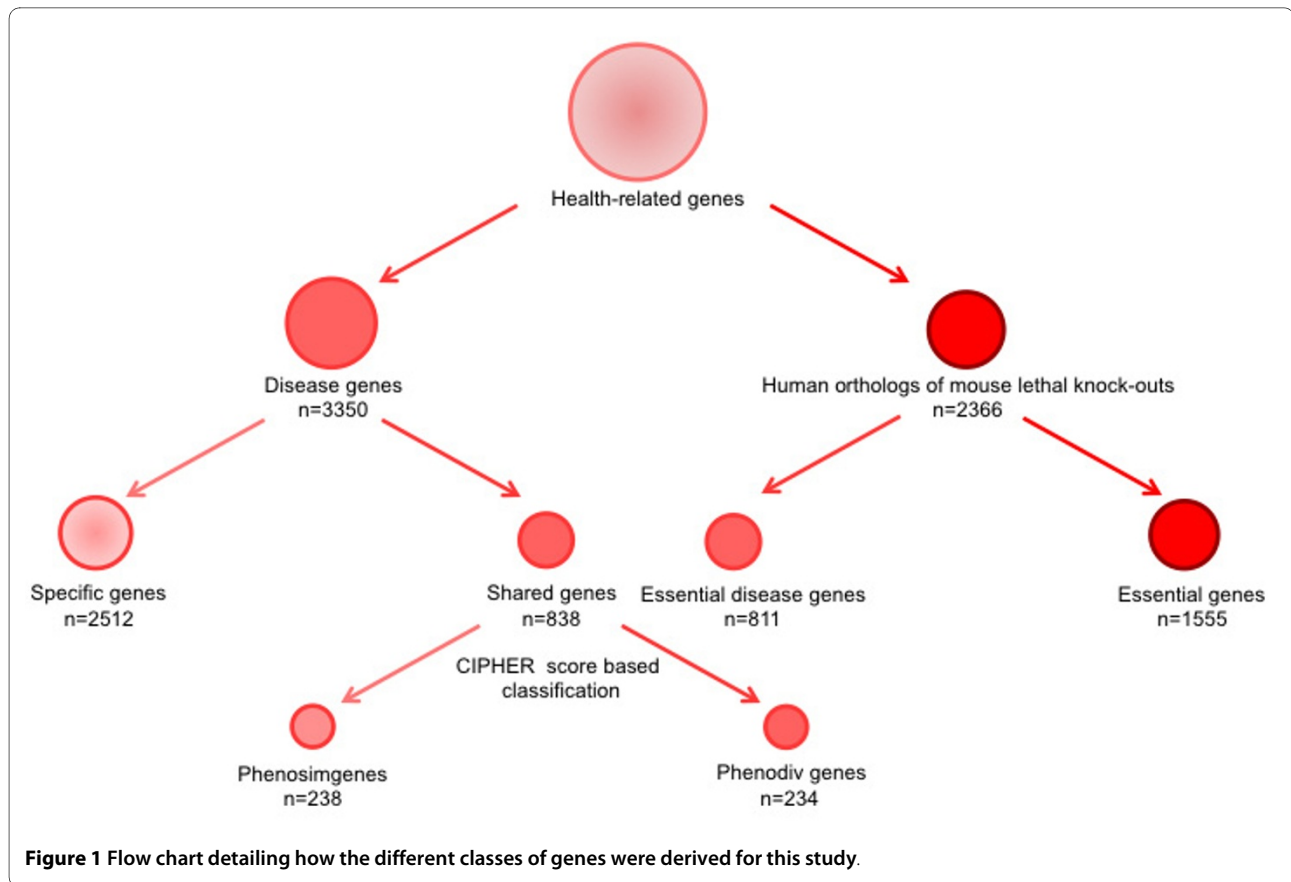 Health-related genes
Disease genes
n=3350
Human orthologs of mouse lethal knock-outs
n=2366
Specific genes
n=2512
Shared genes
n=838
Essential disease genes
n=811
Essential genes
n=1555
CIPHER score based
classification
Phenosimgenes
n=238
Phenodiv genes
n=234
Figure 1 Flow chart detailing how the different classes of genes were derived for this study.